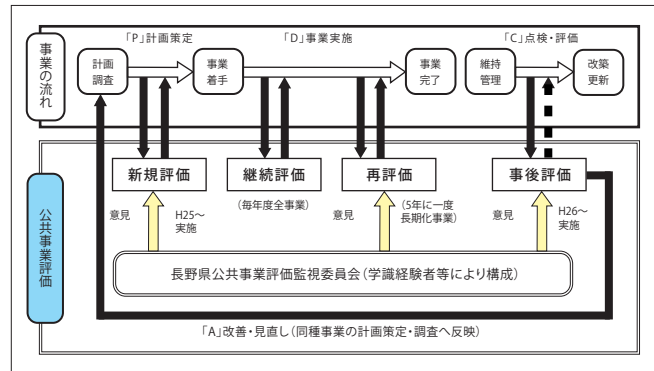 「P」計画策定
「D」事業実施
「C」点検・評価
事業の流れ
計画
調査
事業
着手
事業
完了
維持
管理
改築
更新
公共事業評価
新規評価
継続評価
再評価
事後評価
意見
H25〜
実施
(毎年度全事業)
意見
(5年に一度
長期化事業)
意見
H26〜
実施
長野県公共事業評価監視委員会(学識経験者等により構成)
「A」改善・見直し(同種事業の計画策定・調査へ反映)